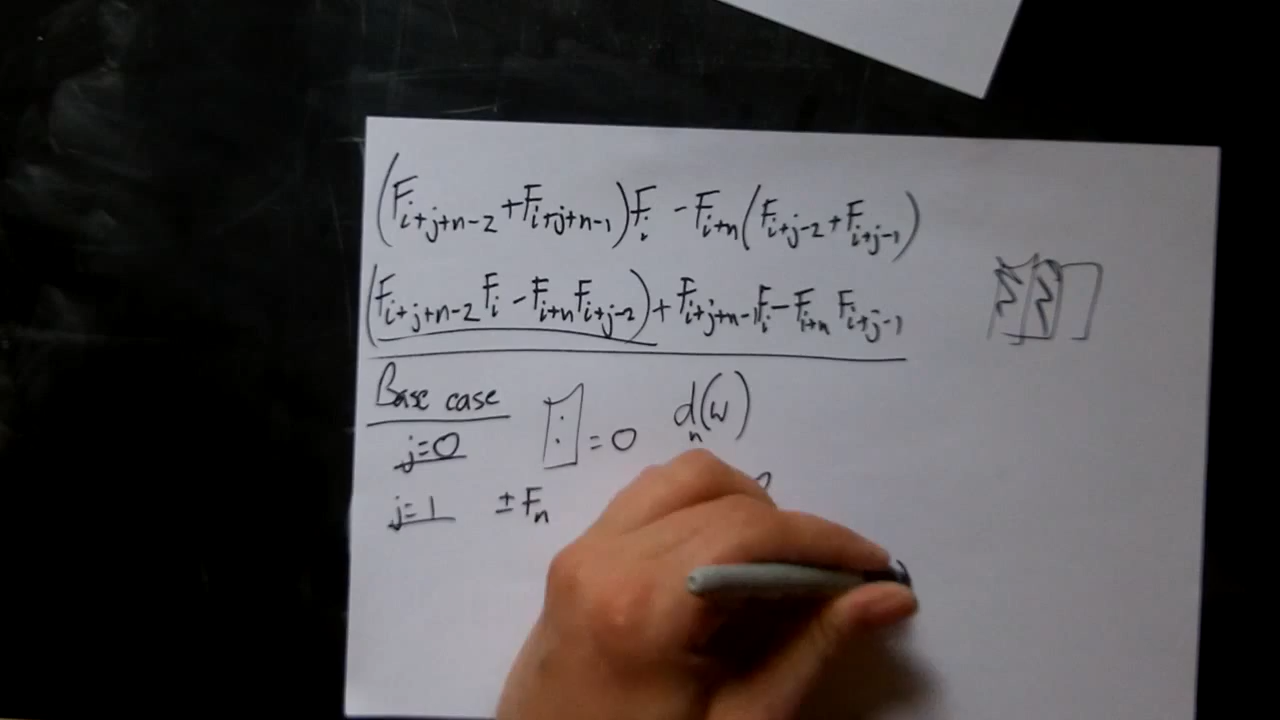 (F_{i+j+n-2} + F_{i+j+n-1})F_i - F_{i+n}(F_{i+j-2} + F_{i+j-1})
(F_{i+j+n-2} F_i - F_{i+n} F_{i+j-2}) + F_{i+j+n-1} F_i - F_{i+n} F_{i+j-1}
Base case
j=0 [:] = 0 d_n(w)
j=1 ± F_n